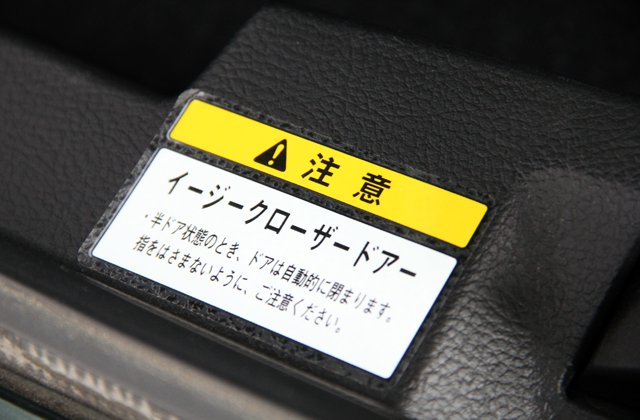 注意
イージークローザードアー
・半ドア状態のとき、ドアは自動的に閉まります。
指をはさまないように、ご注意ください。